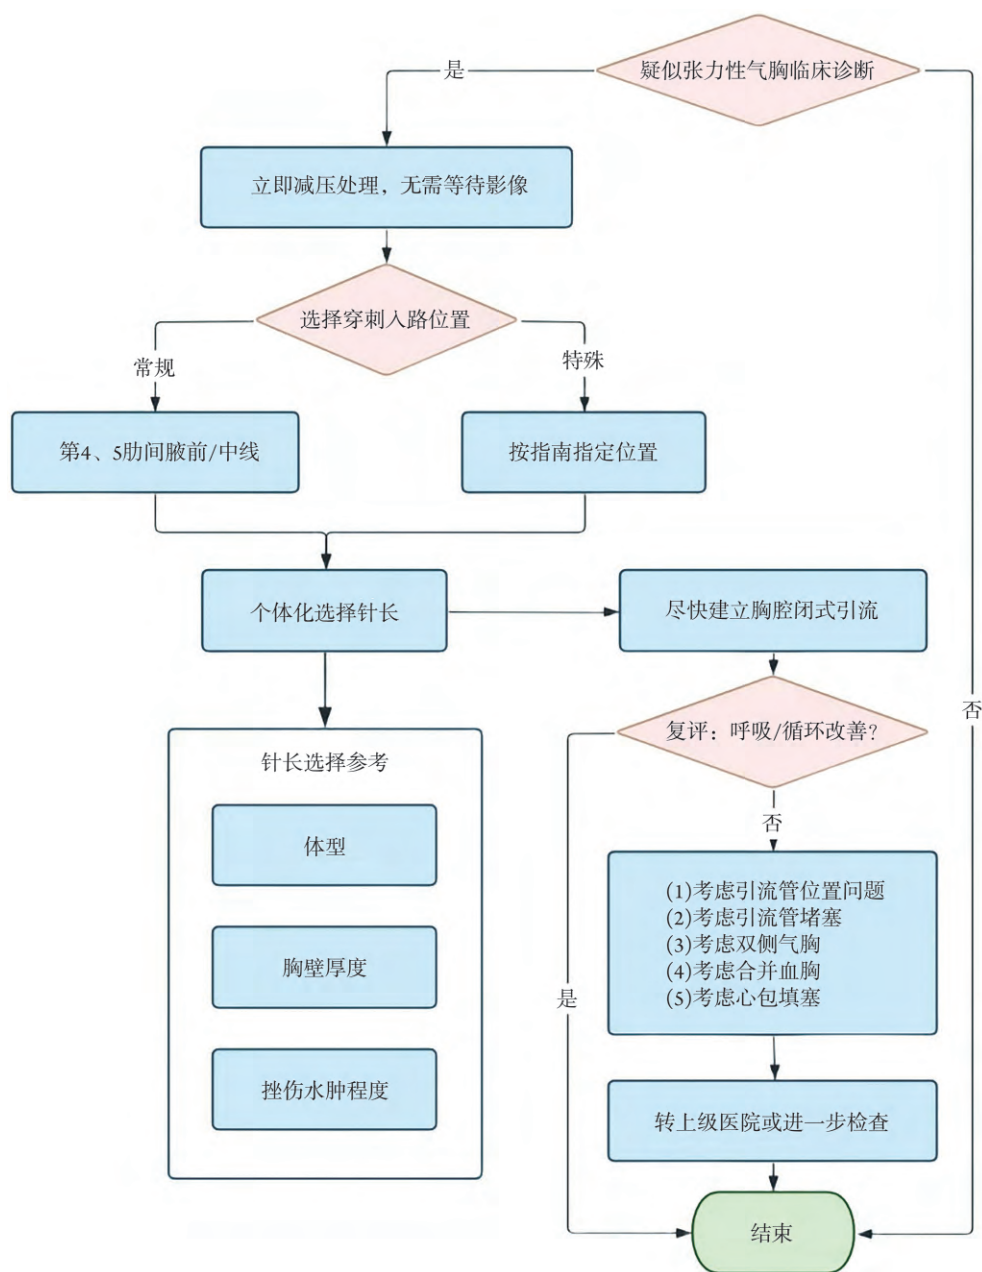 疑似张力性气胸临床诊断
是
立即减压处理，无需等待影像
选择穿刺入路位置
常规
特殊
第4、5肋间腋前/中线
按指南指定位置
个体化选择针长
尽快建立胸腔闭式引流
否
复评：呼吸/循环改善?
针长选择参考
体型
胸壁厚度
挫伤水肿程度
否
(1)考虑引流管位置问题
(2)考虑引流管堵塞
(3)考虑双侧气胸
(4)考虑合并血胸
(5)考虑心包填塞
是
转上级医院或进一步检查
结束